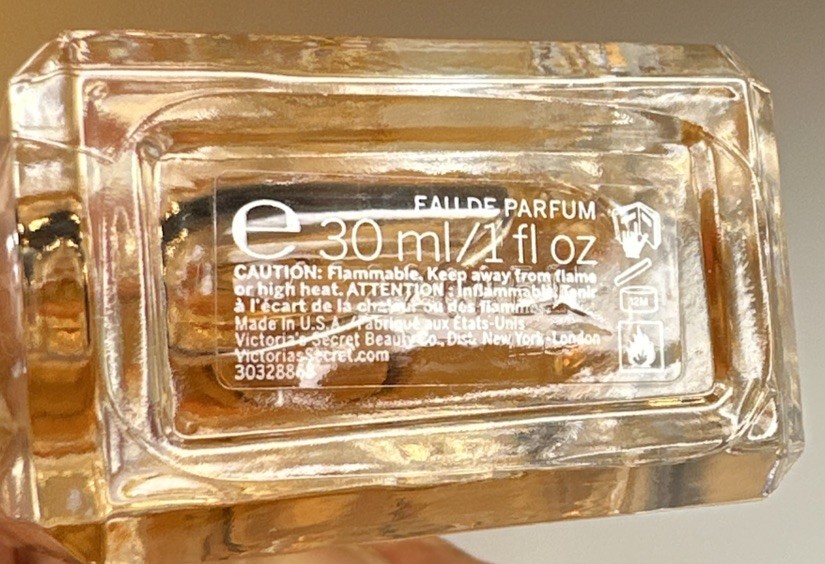 EAU DE PARFUM
e 30 ml/1 fl oz
CAUTION: Flammable. Keep away from flame
or high heat. ATTENTION : Inflammable. Tenir
à l'écart de la chaleur ou des flammes.
Made in U.S.A./Fabriqué aux États-Unis
Victoria's Secret Beauty Co., Dist. New York · London
VictoriasSecret.com
12M